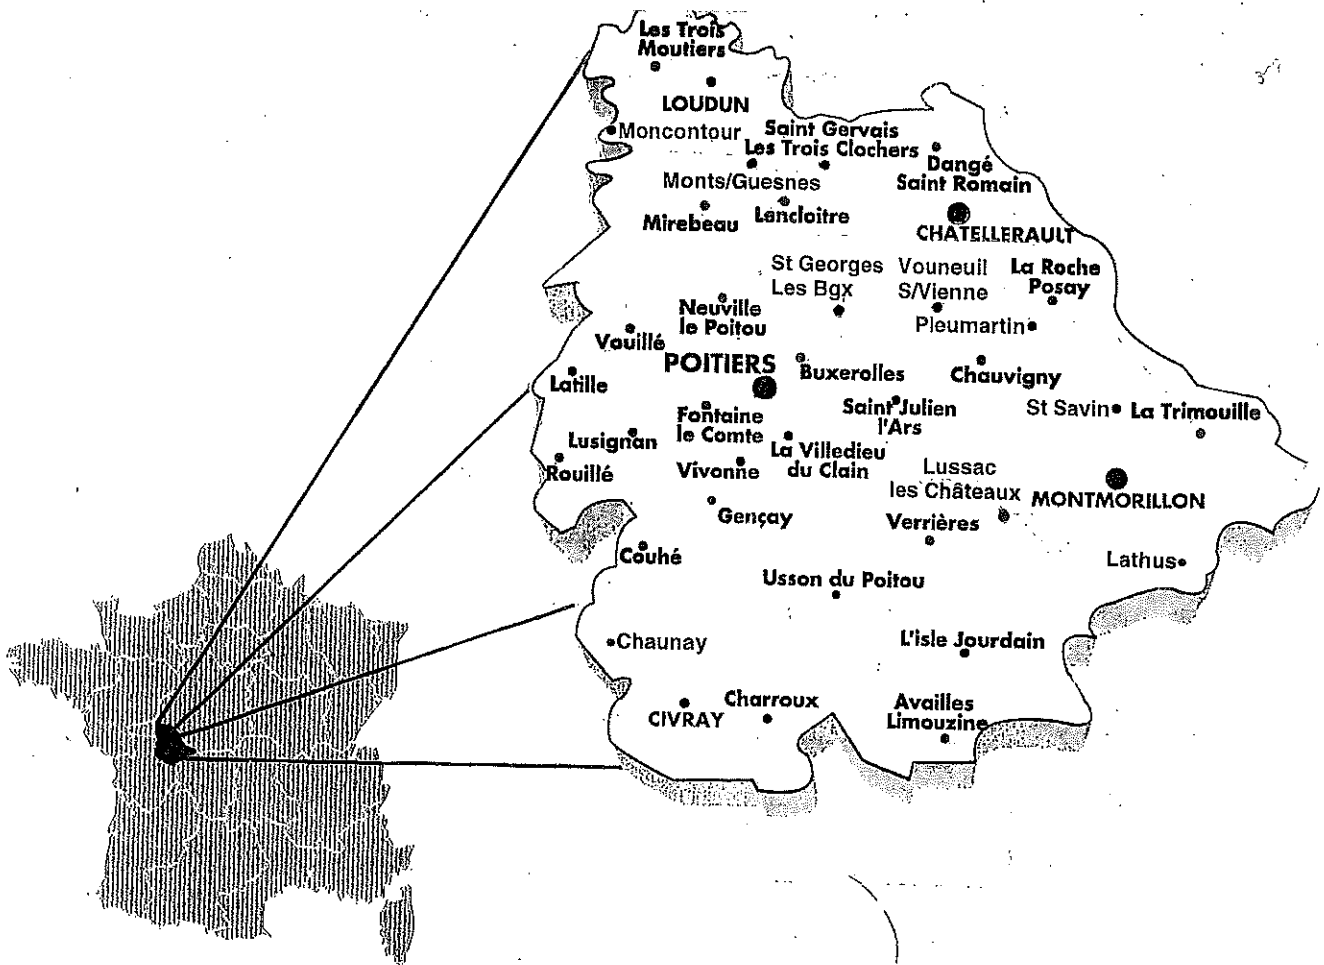 Les Trois
Moutiers
LOUDUN
Moncontour
Saint Gervais
Les Trois Clochers
Dangé
Saint Romain
Monts/Guesnes
Mirebeau
Lencloitre
CHATELLERAULT
St Georges
Les Bgx
Vouneuil
S/Vienne
La Roche
Posay
Neuville
le Poitou
Pleumartin
Vouillé
POITIERS
Buxerolles
Chauvigny
Latille
Fontaine
le Comte
Saint Julien
l'Ars
St Savin
La Trimouille
Lusignan
La Villedieu
du Clain
Rouillé
Vivonne
Lussac
les Châteaux
MONTMORILLON
Gençay
Verrières
Couhé
Lathus
Usson du Poitou
Chaunay
L'isle Jourdain
CIVRAY
Charroux
Availles
Limouzine